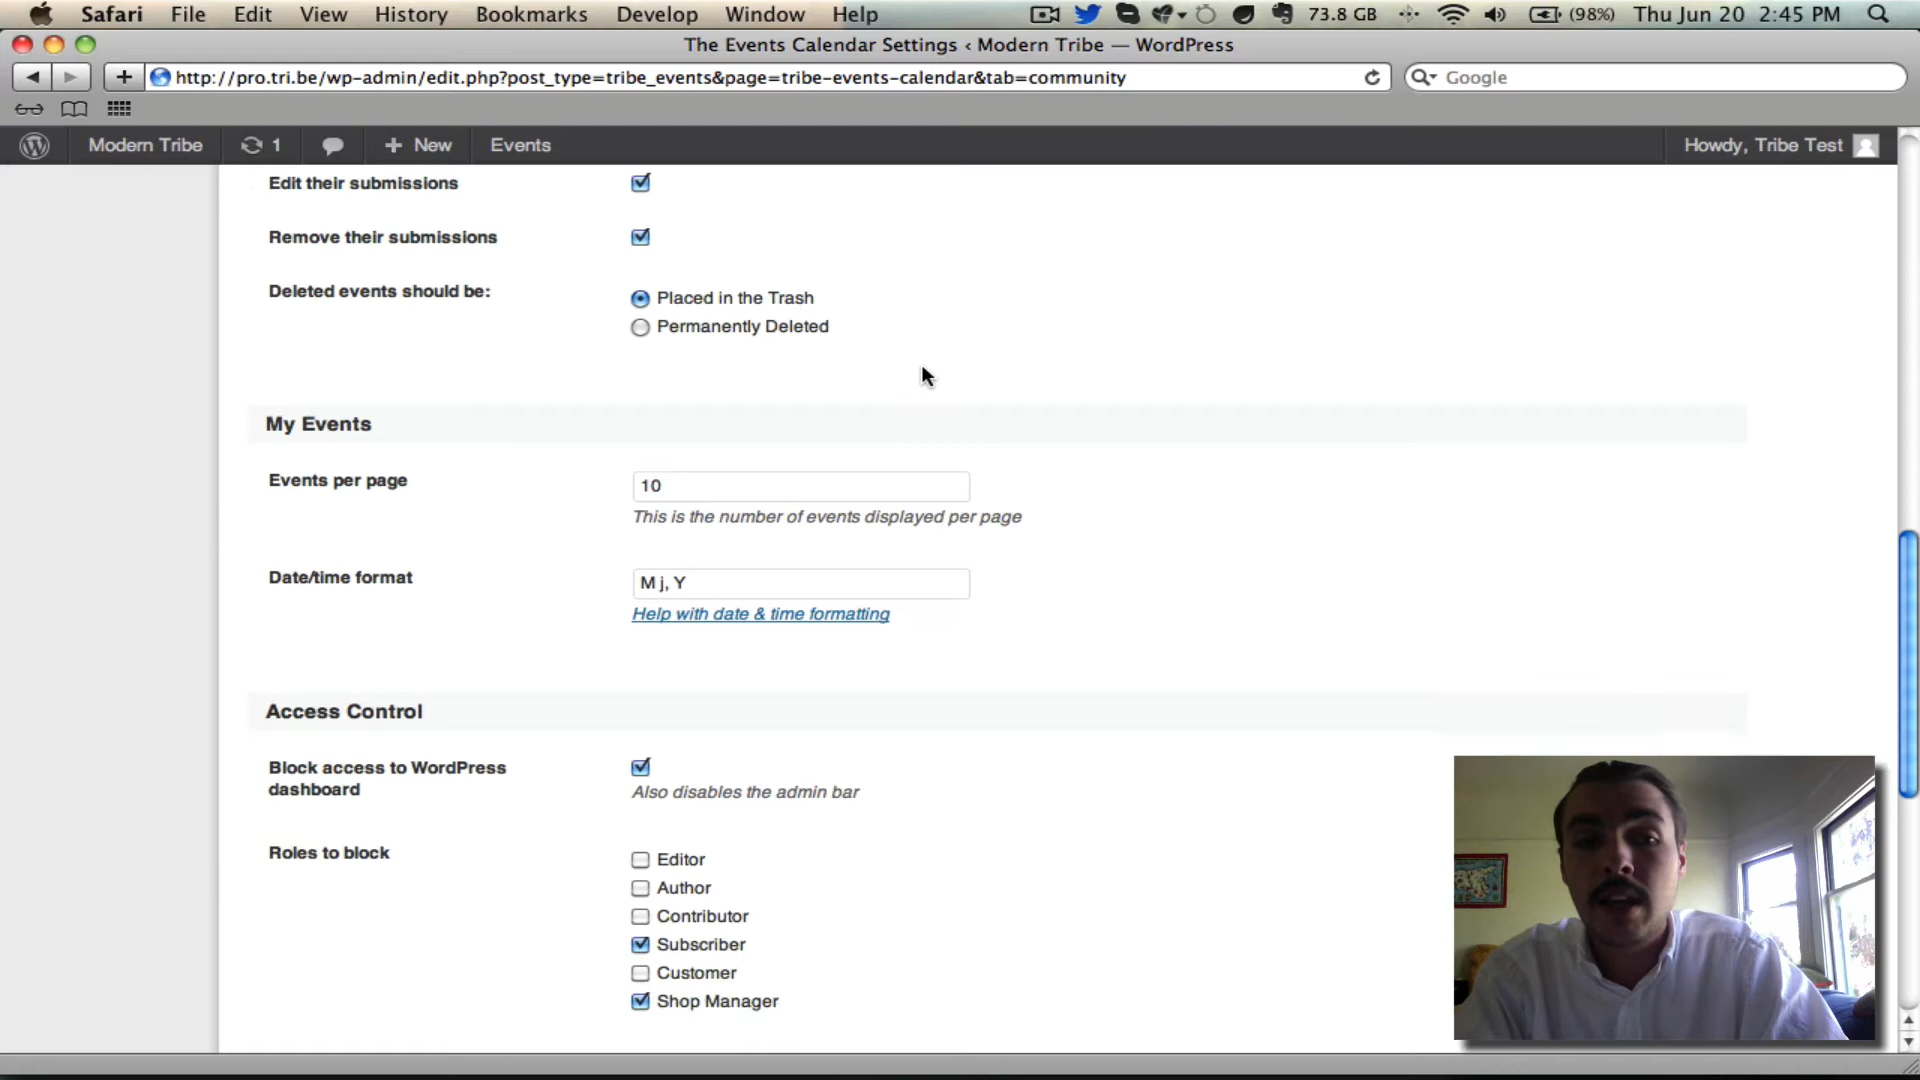 Safari File Edit View History Bookmarks Develop Window Help 73.8 GB (98%) Thu Jun 20 2:45 PM
The Events Calendar Settings ‹ Modern Tribe — WordPress
http://pro.tri.be/wp-admin/edit.php?post_type=tribe_events&page=tribe-events-calendar&tab=community Google
Modern Tribe 1 + New Events Howdy, Tribe Test
Edit their submissions
Remove their submissions
Deleted events should be: Placed in the Trash
Permanently Deleted
My Events
Events per page 10
This is the number of events displayed per page
Date/time format M j, Y
Help with date & time formatting
Access Control
Block access to WordPress
dashboard
Also disables the admin bar
Roles to block Editor
Author
Contributor
Subscriber
Customer
Shop Manager